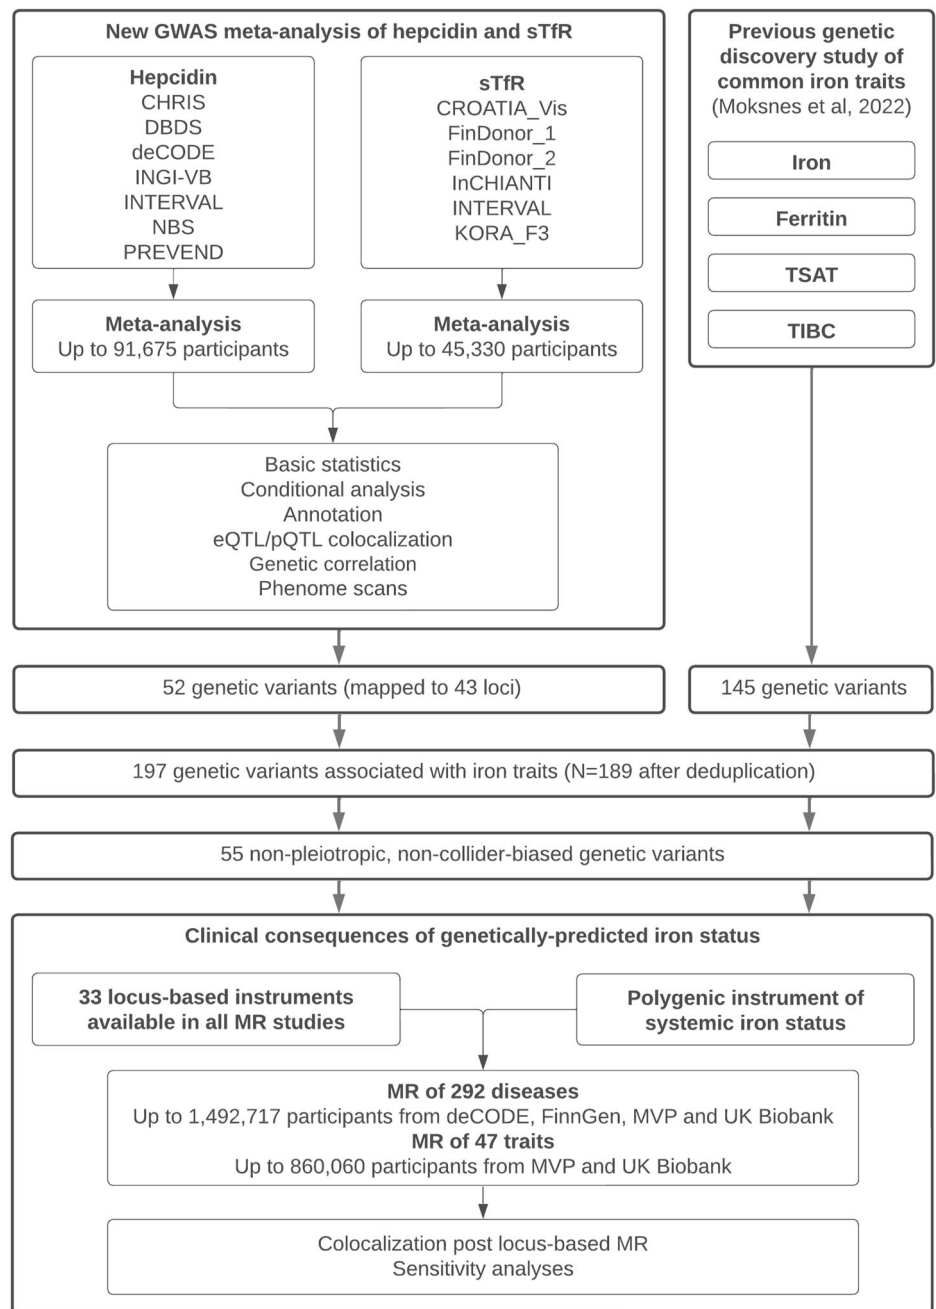 New GWAS meta-analysis of hepcidin and sTfR
Hepcidin
CHRIS
DBDS
deCODE
INGI-VB
INTERVAL
NBS
PREVEND
sTfR
CROATIA_Vis
FinDonor_1
FinDonor_2
InCHIANTI
INTERVAL
KORA_F3
Meta-analysis
Up to 91,675 participants
Meta-analysis
Up to 45,330 participants
Basic statistics
Conditional analysis
Annotation
eQTL/pQTL colocalization
Genetic correlation
Phenome scans
Previous genetic
discovery study of
common iron traits
(Moksnes et al, 2022)
Iron
Ferritin
TSAT
TIBC
52 genetic variants (mapped to 43 loci)
145 genetic variants
197 genetic variants associated with iron traits (N=189 after deduplication)
55 non-pleiotropic, non-collider-biased genetic variants
Clinical consequences of genetically-predicted iron status
33 locus-based instruments
available in all MR studies
Polygenic instrument of
systemic iron status
MR of 292 diseases
Up to 1,492,717 participants from deCODE, FinnGen, MVP and UK Biobank
MR of 47 traits
Up to 860,060 participants from MVP and UK Biobank
Colocalization post locus-based MR
Sensitivity analyses